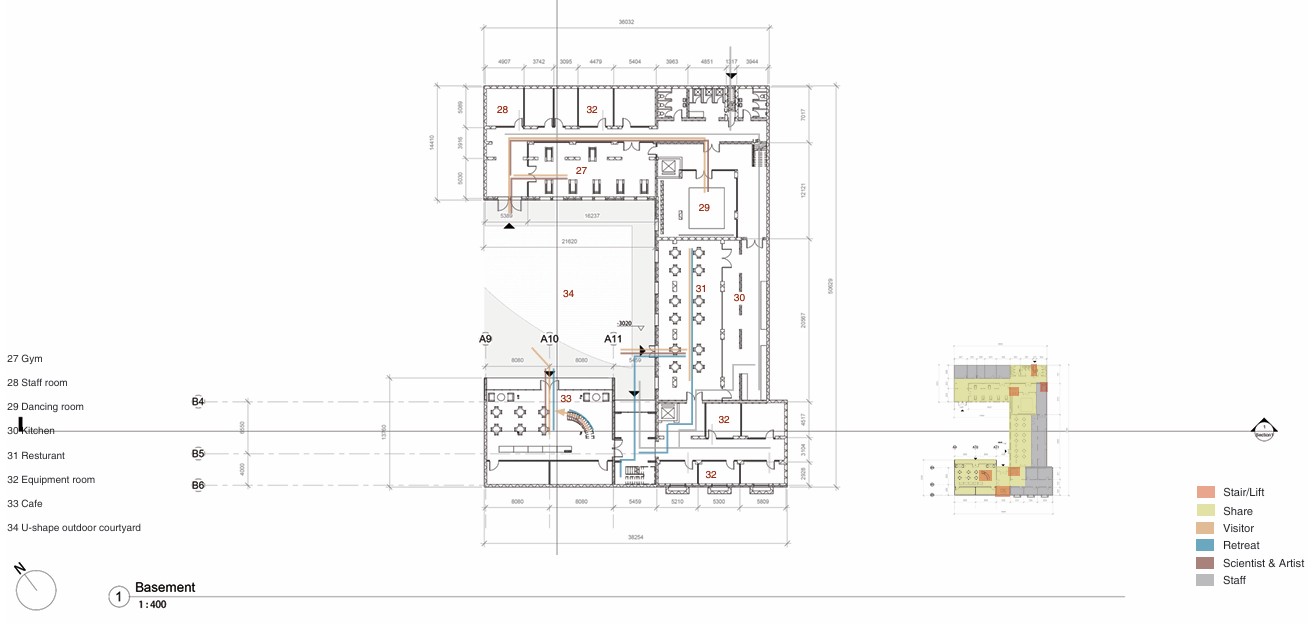 36032
4907 3742 3095 4479 5404 3963 4851 1317 3944
28 32
14410
3916
5030
7017
27
12121
29
5389 16237
21620
34
31
30
50629
20567
-3020
A9 A10 A11
8060 8060 5459
27 Gym
28 Staff room
29 Dancing room
30 Kitchen
31 Resturant
32 Equipment room
33 Cafe
34 U-shape outdoor courtyard
B4
B5
B6
4000
33
32
32
4517
3104
2928
8060 8060 5459 5210 5300 5809
38254
1
Section
Stair/Lift
Share
Visitor
Retreat
Scientist & Artist
Staff
N
1 Basement
1 : 400